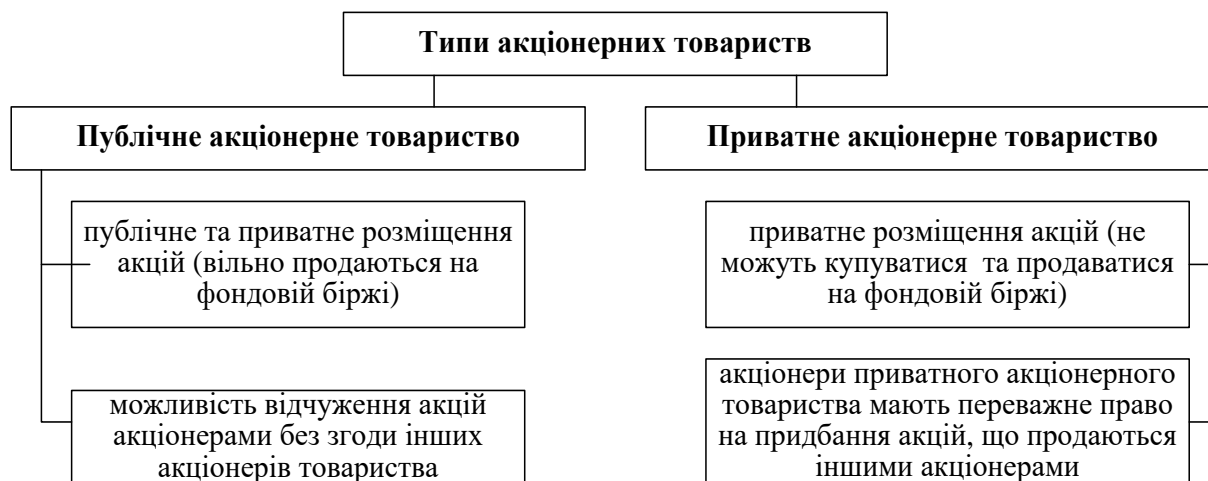 Типи акціонерних товариств
Публічне акціонерне товариство
публічне та приватне розміщення
акцій (вільно продаються на
фондовій біржі)
можливість відчуження акцій
акціонерами без згоди інших
акціонерів товариства
Приватне акціонерне товариство
приватне розміщення акцій (не
можуть купуватися та продаватися
на фондовій біржі)
акціонери приватного акціонерного
товариства мають переважне право
на придбання акцій, що продаються
іншими акціонерами